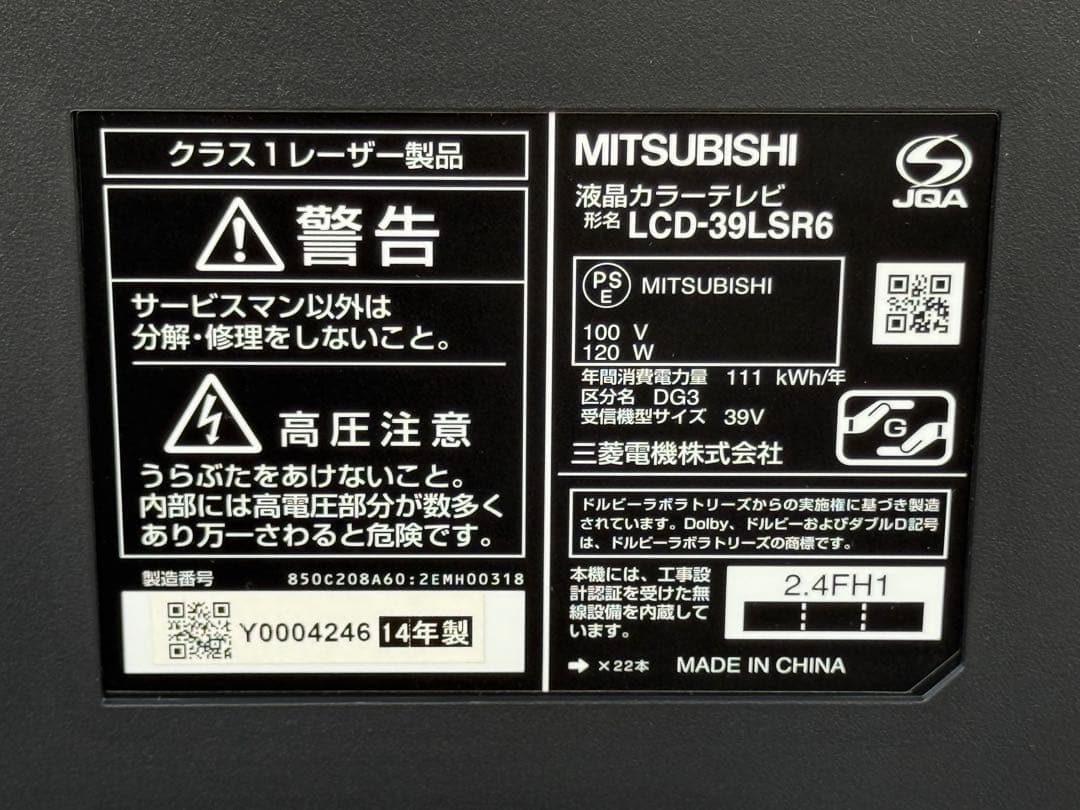 クラス1レーザー製品
警告
サービスマン以外は
分解・修理をしないこと。
高圧注意
うらぶたをあけないこと。
内部には高電圧部分が数多く
あり万一さわると危険です。
製造番号 850C208A60:2EMH00318
Y0004246 14年製
MITSUBISHI
JQA
液晶カラーテレビ
形名 LCD-39LSR6
PS
E
MITSUBISHI
100 V
120 W
年間消費電力量 111 kWh/年
区分名 DG3
受信機型サイズ 39V
G
三菱電機株式会社
ドルビーラボラトリーズからの実施権に基づき製造
されています。Dolby、ドルビーおよびダブルD記号
は、ドルビーラボラトリーズの商標です。
本機には、工事設
計認証を受けた無
線設備を内蔵して
います。
2.4FH1
➡ ×22本 MADE IN CHINA